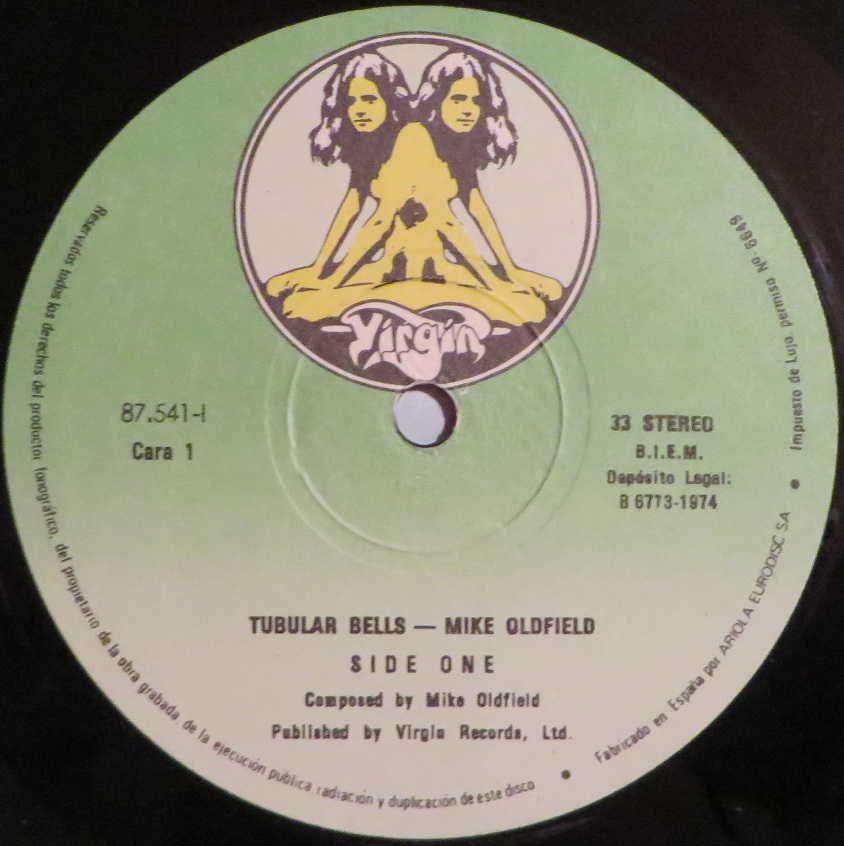 Virgin
87.541-I
Cara 1
33 STEREO
B.I.E.M.
Depósito Legal:
B 6773-1974
TUBULAR BELLS — MIKE OLDFIELD
SIDE ONE
Composed by Mike Oldfield
Published by Virgin Records, Ltd.
Reservados todos los derechos del productor fonográfico, del propietario de la obra grabada, de la ejecución pública, radiación y duplicación de este disco • Fabricado en España por ARIOLA EURODISC S.A. • Impuesto de Lujo, permiso Nº 6649